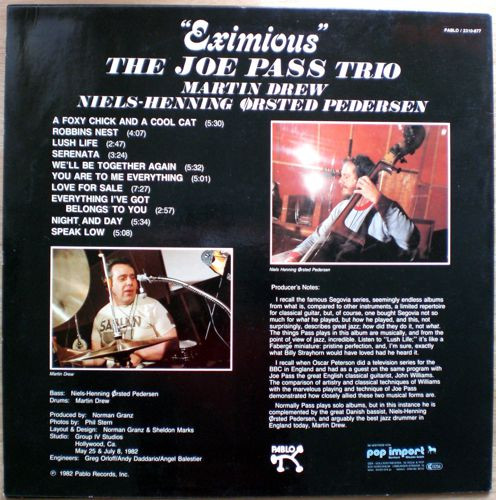 PABLO / 2310-877
"Eximious"
THE JOE PASS TRIO
MARTIN DREW
NIELS-HENNING ØRSTED PEDERSEN
A FOXY CHICK AND A COOL CAT (5:30)
ROBBINS NEST (4:07)
LUSH LIFE (2:47)
SERENATA (3:24)
WE'LL BE TOGETHER AGAIN (5:32)
YOU ARE TO ME EVERYTHING (5:01)
LOVE FOR SALE (7:27)
EVERYTHING I'VE GOT
BELONGS TO YOU (2:57)
NIGHT AND DAY (5:34)
SPEAK LOW (5:08)
Niels Henning Ørsted Pedersen
Martin Drew
Bass: Niels-Henning Ørsted Pedersen
Drums: Martin Drew
Produced by: Norman Granz
Photos by: Phil Stern
Layout & Design: Norman Granz & Sheldon Marks
Studio: Group IV Studios
Hollywood, Ca.
May 25 & July 8, 1982
Engineers: Greg Orloff/Andy Daddario/Angel Balestier
℗ 1982 Pablo Records, Inc.
Producer's Notes:
I recall the famous Segovia series, seemingly endless albums
from what is, compared to other instruments, a limited repertoire
for classical guitar, but, of course, one bought Segovia not so
much for what he played, but how he played, and this, not
surprisingly, describes great jazz; how did they do it, not what.
The things Pass plays in this album are musically, and from the
point of view of jazz, incredible. Listen to "Lush Life;" it's like a
Fabergé miniature: pristine perfection, and, I'm sure, exactly
what Billy Strayhorn would have loved had he heard it.
I recall when Oscar Peterson did a television series for the
BBC in England and had as a guest on the same program with
Joe Pass the great English classical guitarist, John Williams.
The comparison of artistry and classical techniques of Williams
with the marvelous playing and technique of Joe Pass
demonstrated how closely allied these two musical forms are.
Normally Pass plays solo albums, but in this instance he is
complemented by the great Danish bassist, Niels-Henning
Ørsted Pedersen, and arguably the best jazz drummer in
England today, Martin Drew.
PABLO
pop import